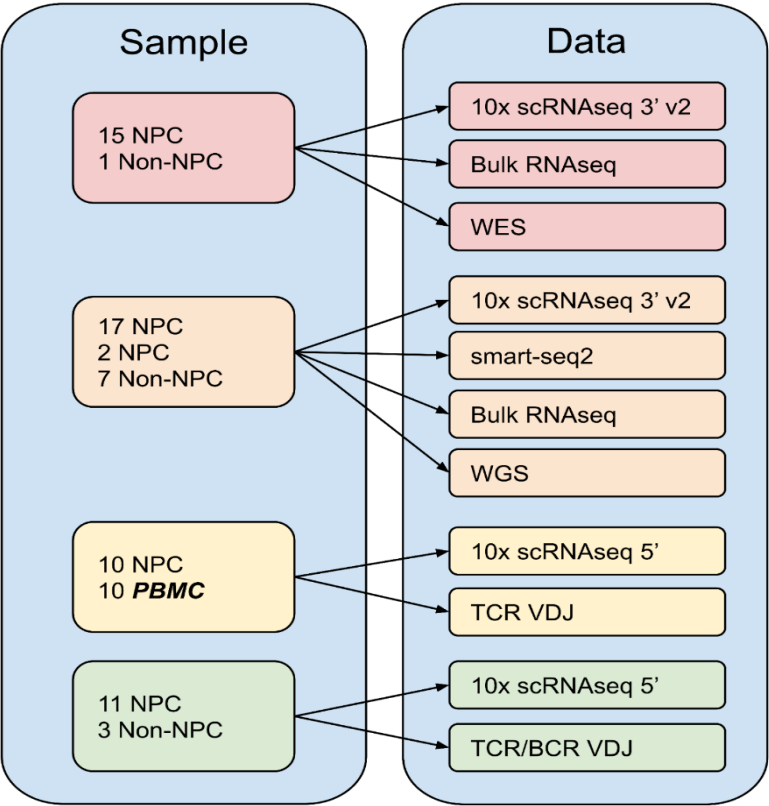 Sample
15 NPC
1 Non-NPC
17 NPC
2 NPC
7 Non-NPC
10 NPC
10 PBMC
11 NPC
3 Non-NPC
Data
10x scRNAseq 3’ v2
Bulk RNAseq
WES
10x scRNAseq 3’ v2
smart-seq2
Bulk RNAseq
WGS
10x scRNAseq 5’
TCR VDJ
10x scRNAseq 5’
TCR/BCR VDJ